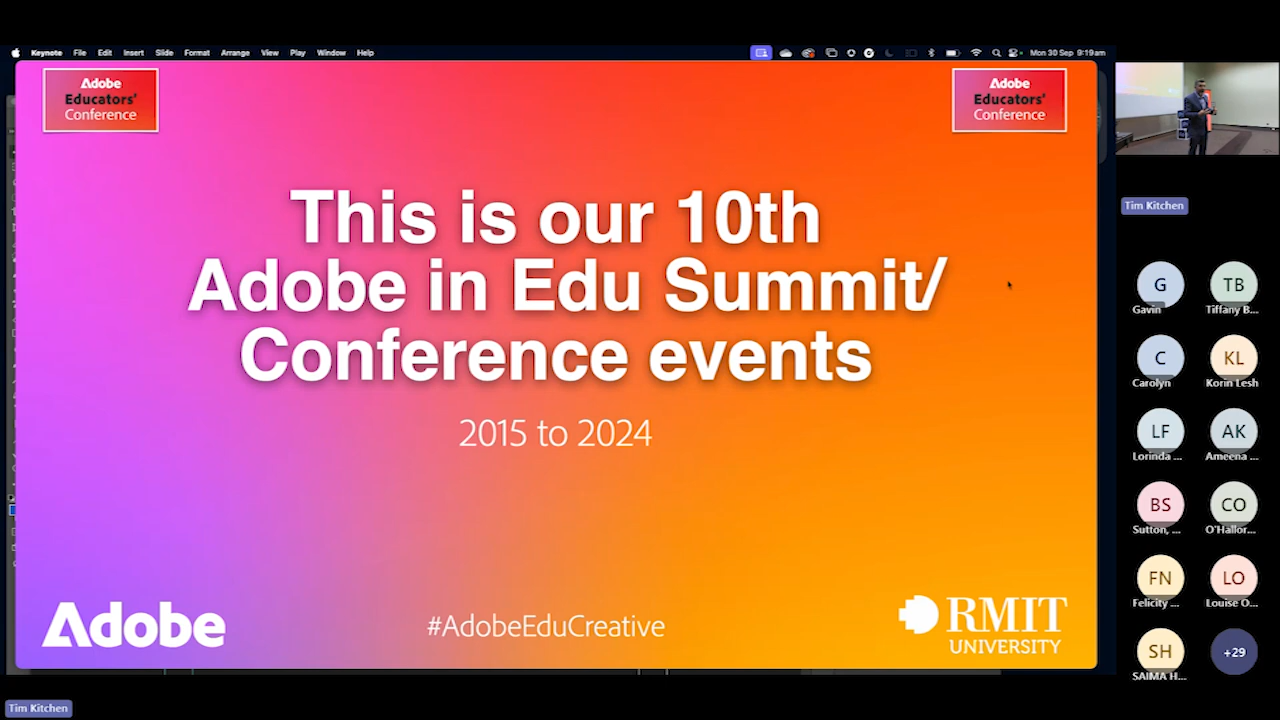 Keynote File Edit Insert Slide Format Arrange View Play Window Help
Mon 30 Sep 9:19am
Adobe
Educators'
Conference
Adobe
Educators'
Conference
This is our 10th
Adobe in Edu Summit/
Conference events
2015 to 2024
Adobe
#AdobeEduCreative
RMIT
UNIVERSITY
Tim Kitchen
G
Gavin
TB
Tiffany B...
C
Carolyn
KL
Korin Lesh
LF
Lorinda ...
AK
Ameena ...
BS
Sutton, ...
CO
O'Hallor...
FN
Felicity ...
LO
Louise O...
SH
SAIMA H...
+29
Tim Kitchen